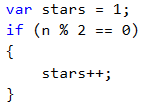 var stars = 1;
if (n % 2 == 0)
{
    stars++;
}